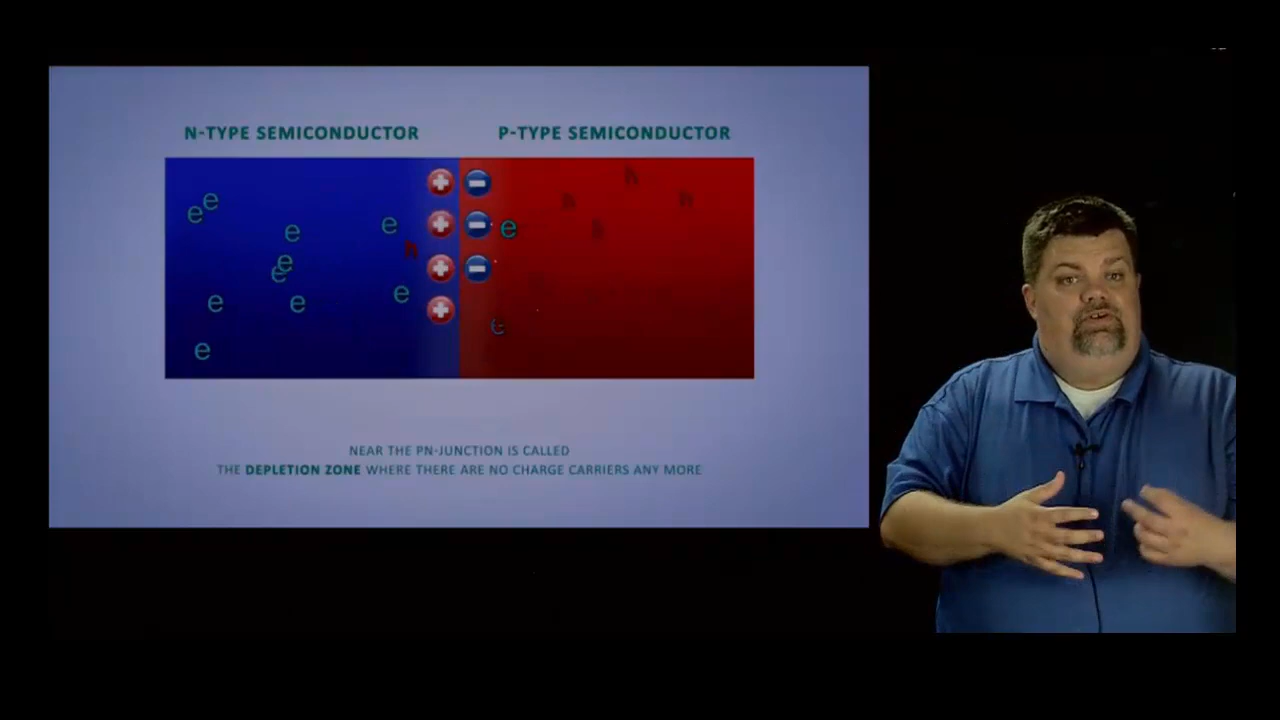 N-TYPE SEMICONDUCTOR
P-TYPE SEMICONDUCTOR
h
h h
e e
e
e
e
h
h
e
e
e
e
e
e
e
e
NEAR THE PN-JUNCTION IS CALLED
THE DEPLETION ZONE WHERE THERE ARE NO CHARGE CARRIERS ANY MORE